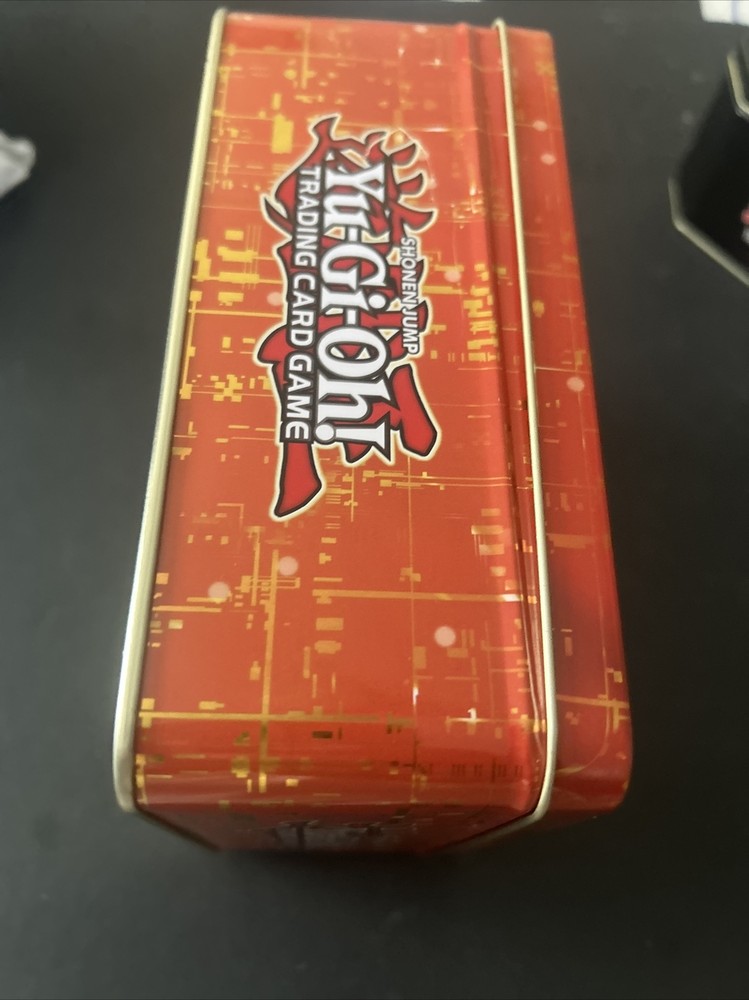 SHONEN JUMP
Yu-Gi-Oh!
TRADING CARD GAME